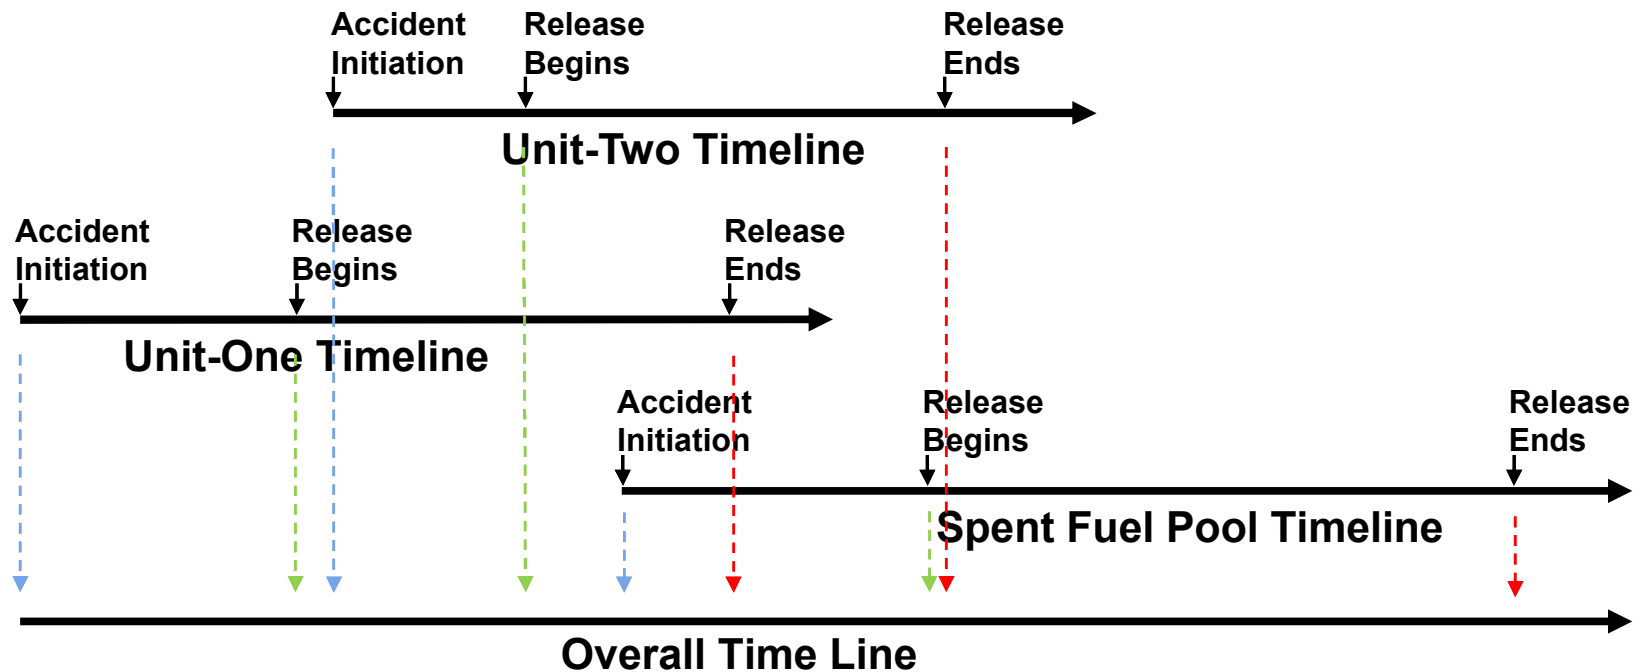 Accident Initiation
Release Begins
Release Ends
Unit-Two Timeline
Accident Initiation
Release Begins
Release Ends
Unit-One Timeline
Accident Initiation
Release Begins
Release Ends
Spent Fuel Pool Timeline
Overall Time Line